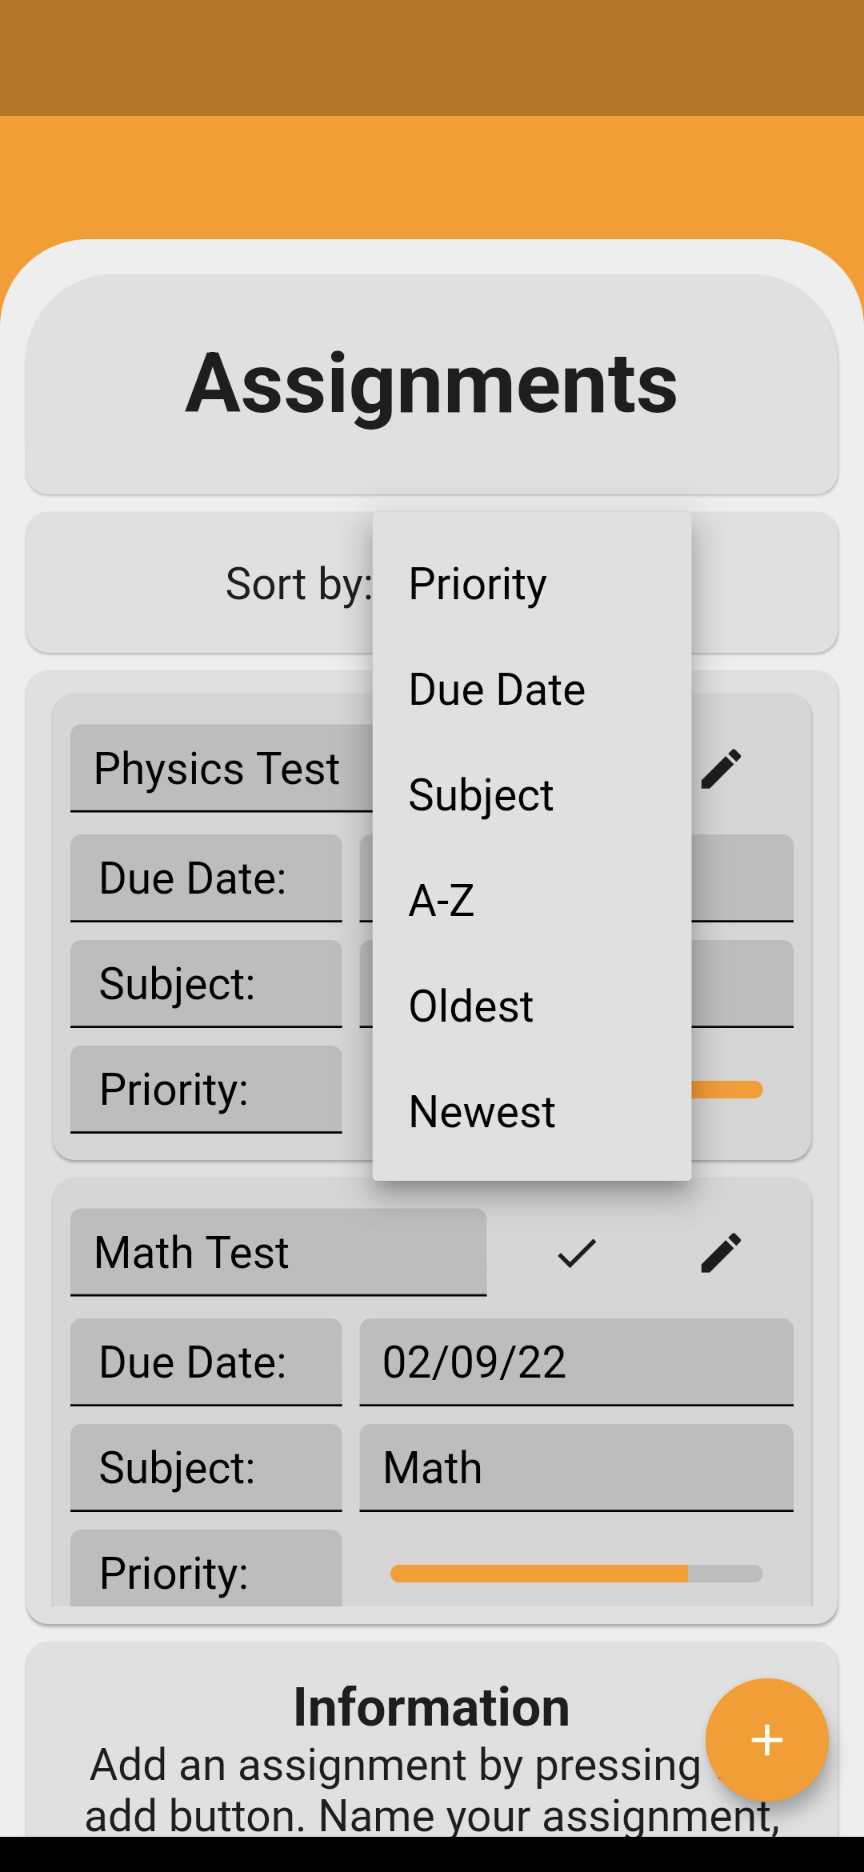 Assignments
Sort by:
Priority
Due Date
Subject
A-Z
Oldest
Newest
Physics Test
Due Date:
Subject:
Priority:
Math Test
Due Date: 02/09/22
Subject: Math
Priority:
Information
Add an assignment by pressing
add button. Name your assignment,